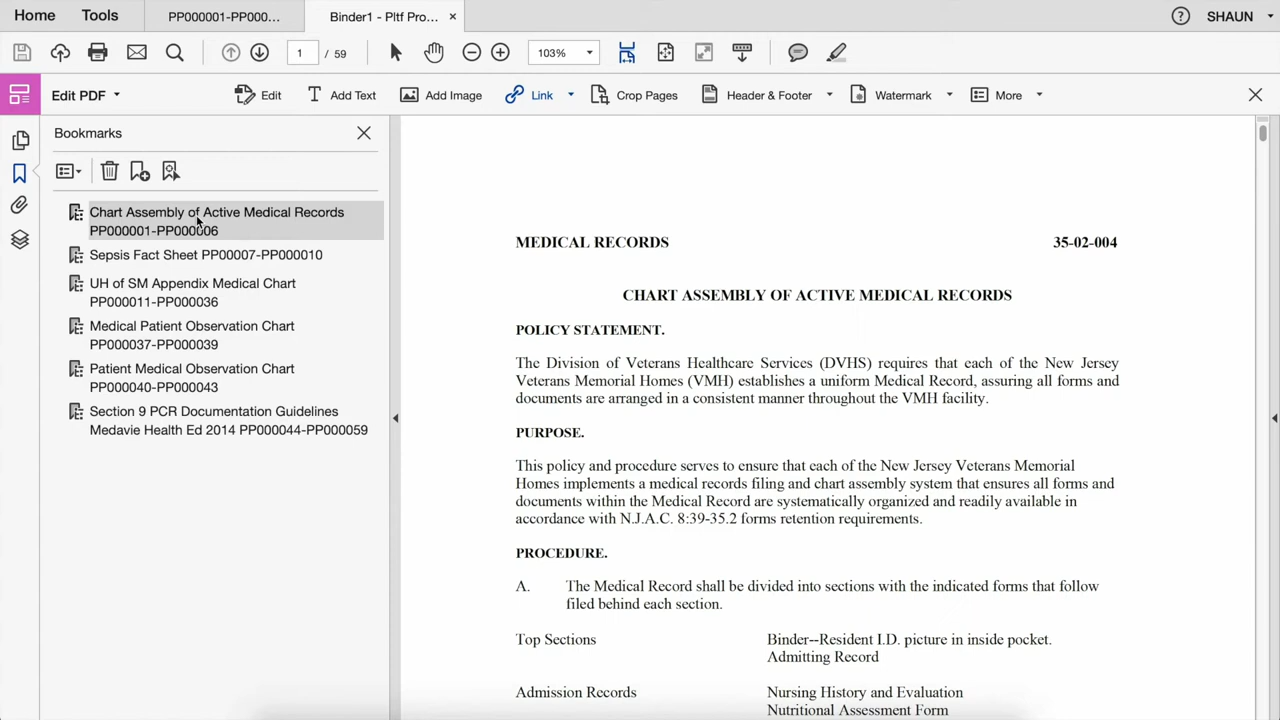 Home Tools PP000001-PP000... Binder1 - Pltf Pro... × SHAUN
1 / 59 103%
Edit PDF Edit Add Text Add Image Link Crop Pages Header & Footer Watermark More
Bookmarks
Chart Assembly of Active Medical Records
PP000001-PP000006
Sepsis Fact Sheet PP00007-PP000010
UH of SM Appendix Medical Chart
PP000011-PP000036
Medical Patient Observation Chart
PP000037-PP000039
Patient Medical Observation Chart
PP000040-PP000043
Section 9 PCR Documentation Guidelines
Medavie Health Ed 2014 PP000044-PP000059
MEDICAL RECORDS 35-02-004
CHART ASSEMBLY OF ACTIVE MEDICAL RECORDS
POLICY STATEMENT.
The Division of Veterans Healthcare Services (DVHS) requires that each of the New Jersey
Veterans Memorial Homes (VMH) establishes a uniform Medical Record, assuring all forms and
documents are arranged in a consistent manner throughout the VMH facility.
PURPOSE.
This policy and procedure serves to ensure that each of the New Jersey Veterans Memorial
Homes implements a medical records filing and chart assembly system that ensures all forms and
documents within the Medical Record are systematically organized and readily available in
accordance with N.J.A.C. 8:39-35.2 forms retention requirements.
PROCEDURE.
A. The Medical Record shall be divided into sections with the indicated forms that follow
filed behind each section.
Top Sections Binder--Resident I.D. picture in inside pocket.
Admitting Record
Admission Records Nursing History and Evaluation
Nutritional Assessment Form